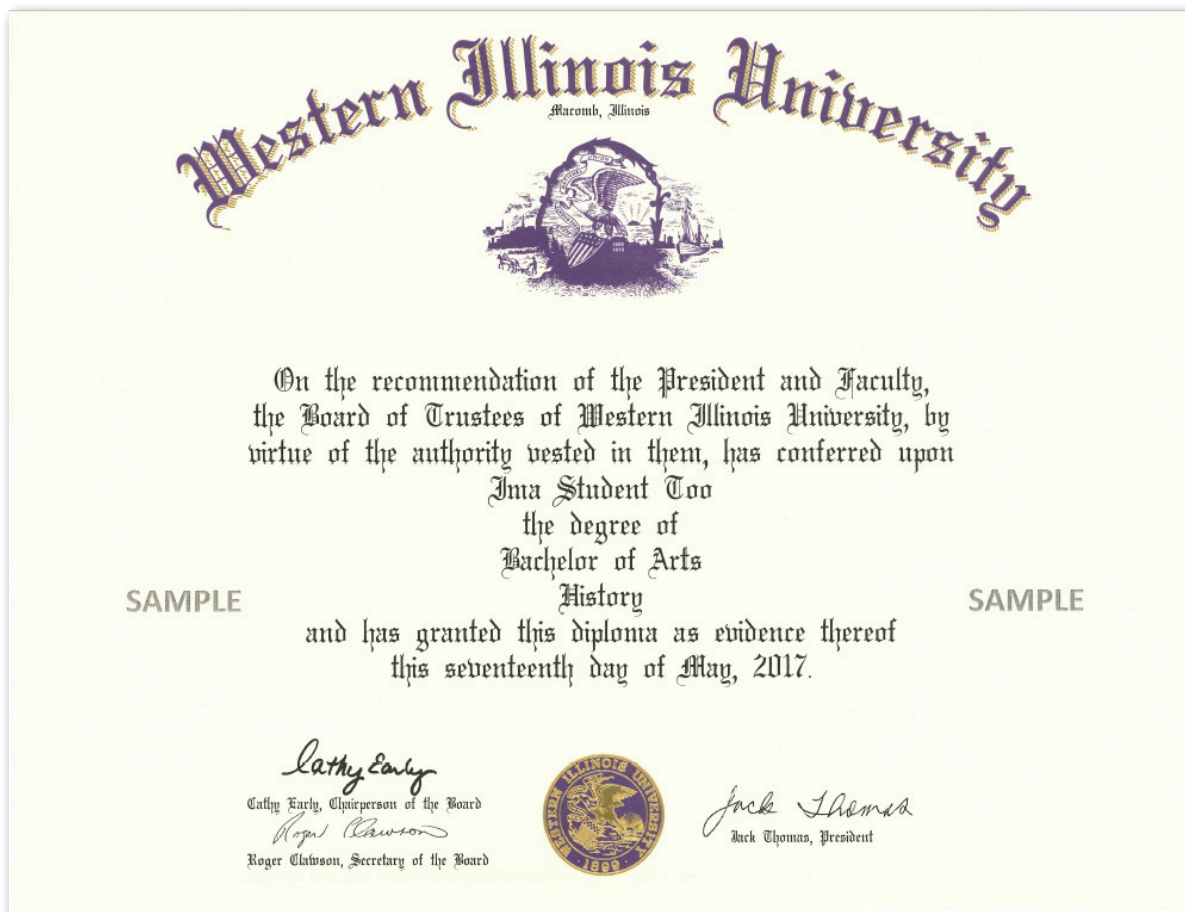 Western Illinois University
Macomb, Illinois
On the recommendation of the President and Faculty,
the Board of Trustees of Western Illinois University, by
virtue of the authority vested in them, has conferred upon
Ima Student Too
the degree of
Bachelor of Arts
History
SAMPLE
SAMPLE
and has granted this diploma as evidence thereof
this seventeenth day of May, 2017.
Cathy Early
Cathy Early, Chairperson of the Board
Roger Clawson
Roger Clawson, Secretary of the Board
WESTERN ILLINOIS UNIVERSITY
1899
Jack Thomas
Jack Thomas, President